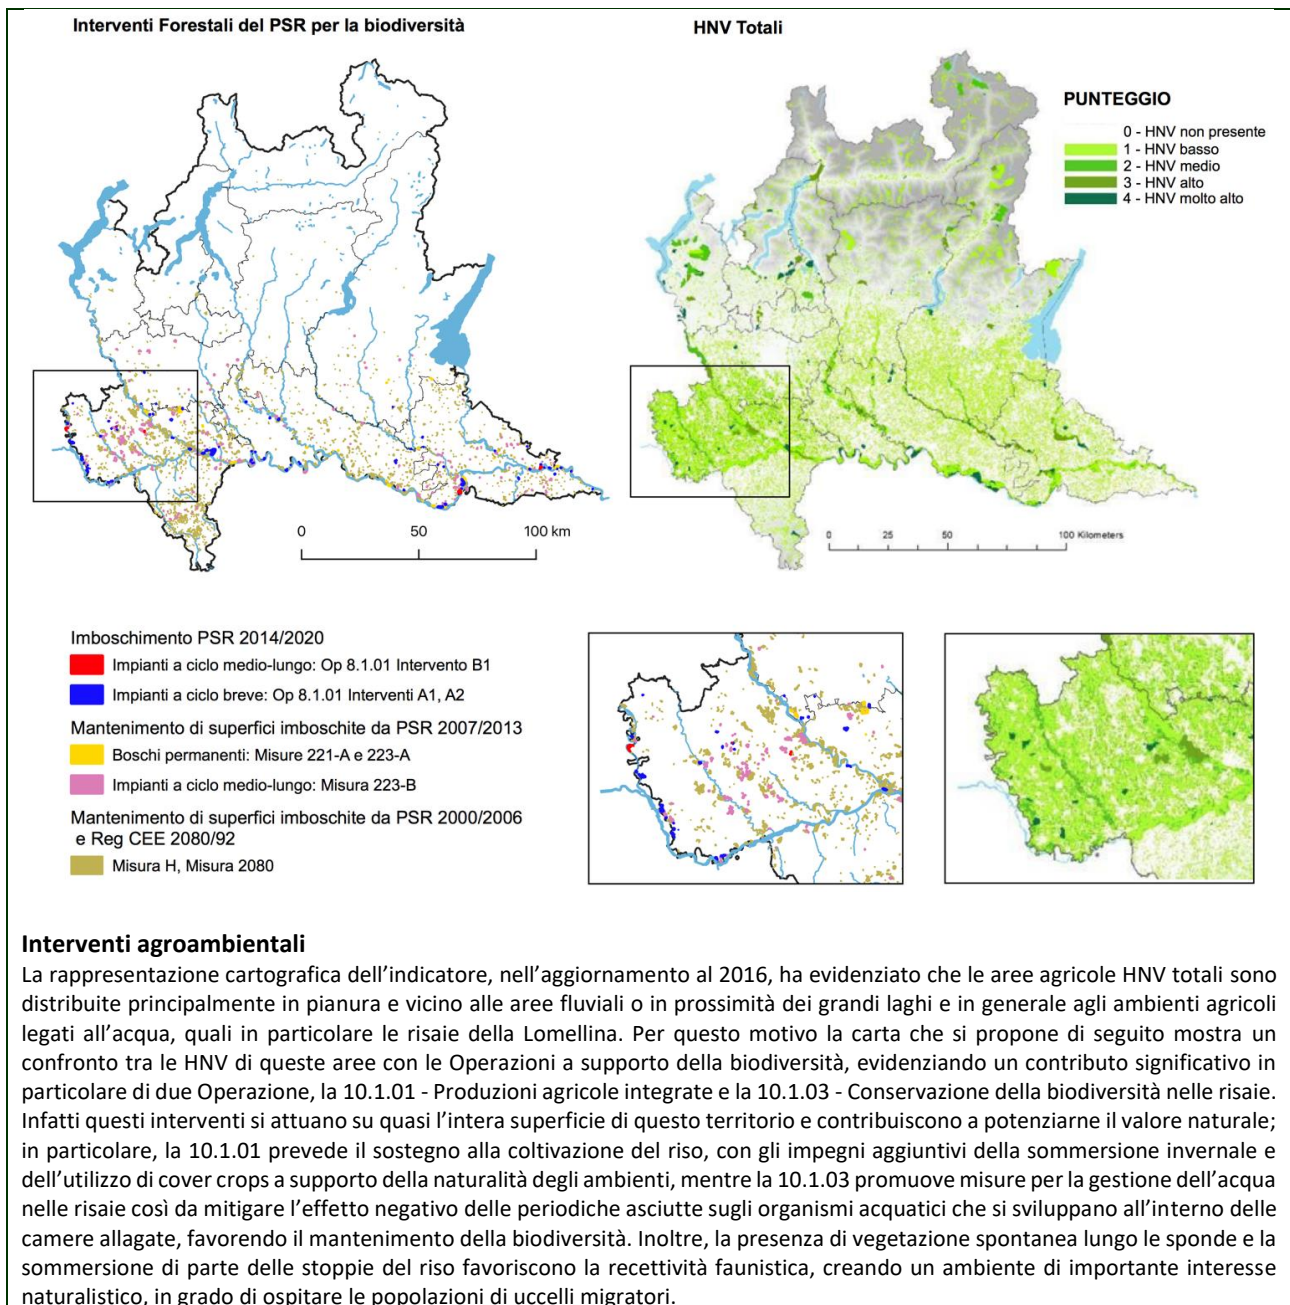 Interventi Forestali del PSR per la biodiversità
HNV Totali
PUNTEGGIO
0 - HNV non presente
1 - HNV basso
2 - HNV medio
3 - HNV alto
4 - HNV molto alto
0 50 100 km
0 25 50 100 Kilometers
Imboschimento PSR 2014/2020
Impianti a ciclo medio-lungo: Op 8.1.01 Intervento B1
Impianti a ciclo breve: Op 8.1.01 Interventi A1, A2
Mantenimento di superfici imboschite da PSR 2007/2013
Boschi permanenti: Misure 221-A e 223-A
Impianti a ciclo medio-lungo: Misura 223-B
Mantenimento di superfici imboschite da PSR 2000/2006
e Reg CEE 2080/92
Misura H, Misura 2080
Interventi agroambientali
La rappresentazione cartografica dell'indicatore, nell'aggiornamento al 2016, ha evidenziato che le aree agricole HNV totali sono
distribuite principalmente in pianura e vicino alle aree fluviali o in prossimità dei grandi laghi e in generale agli ambienti agricoli
legati all'acqua, quali in particolare le risaie della Lomellina. Per questo motivo la carta che si propone di seguito mostra un
confronto tra le HNV di queste aree con le Operazioni a supporto della biodiversità, evidenziando un contributo significativo in
particolare di due Operazione, la 10.1.01 - Produzioni agricole integrate e la 10.1.03 - Conservazione della biodiversità nelle risaie.
Infatti questi interventi si attuano su quasi l'intera superficie di questo territorio e contribuiscono a potenziarne il valore naturale;
in particolare, la 10.1.01 prevede il sostegno alla coltivazione del riso, con gli impegni aggiuntivi della sommersione invernale e
dell'utilizzo di cover crops a supporto della naturalità degli ambienti, mentre la 10.1.03 promuove misure per la gestione dell'acqua
nelle risaie così da mitigare l'effetto negativo delle periodiche asciutte sugli organismi acquatici che si sviluppano all'interno delle
camere allagate, favorendo il mantenimento della biodiversità. Inoltre, la presenza di vegetazione spontanea lungo le sponde e la
sommersione di parte delle stoppie del riso favoriscono la recettività faunistica, creando un ambiente di importante interesse
naturalistico, in grado di ospitare le popolazioni di uccelli migratori.